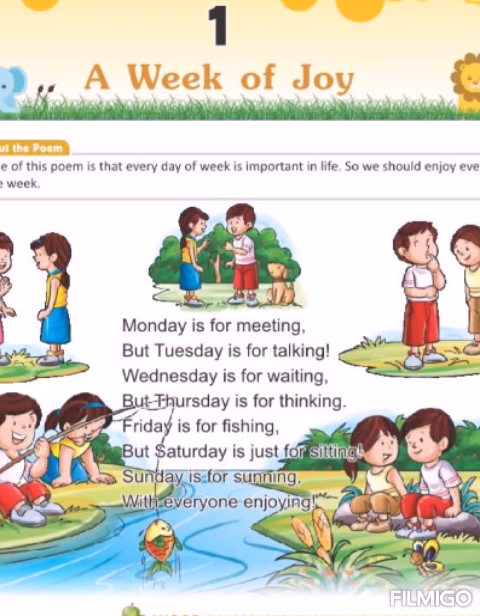 1
A Week of Joy
ut the Poem
e of this poem is that every day of week is important in life. So we should enjoy eve
e week.
Monday is for meeting,
But Tuesday is for talking!
Wednesday is for waiting,
But Thursday is for thinking.
Friday is for fishing,
But Saturday is just for sitting!
Sunday is for sunning,
With everyone enjoying!
FILMIGO